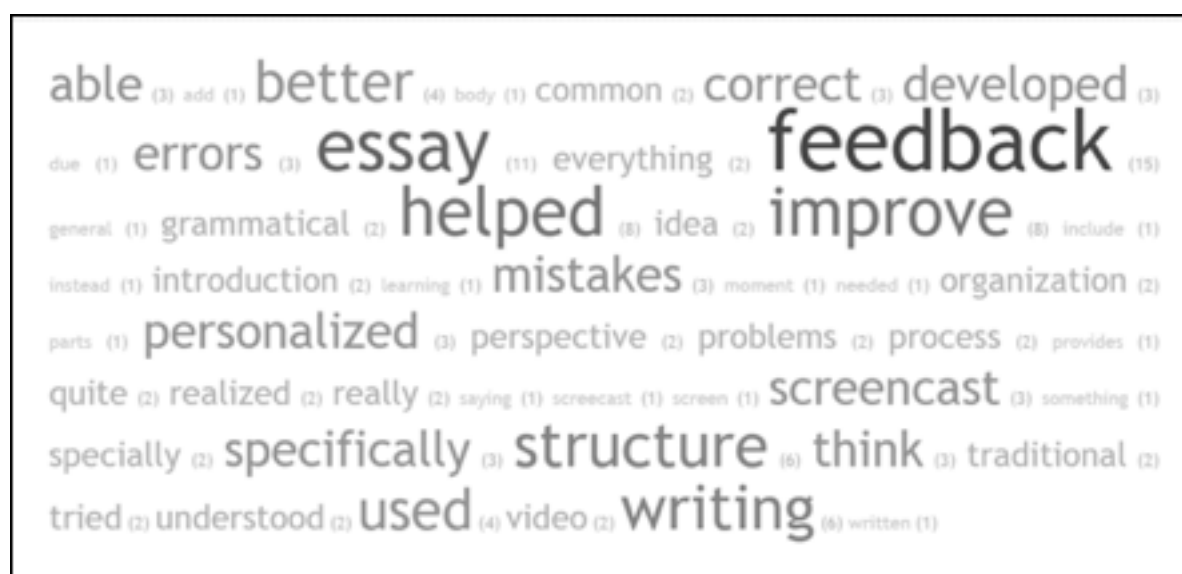 able (3) add (1) better (4) body (1) common (2) correct (3) developed (3)
due (1) errors (3) essay (11) everything (2) feedback (15)
general (1) grammatical (2) helped (8) idea (2) improve (8) include (1)
instead (1) introduction (2) learning (1) mistakes (3) moment (1) needed (1) organization (2)
parts (1) personalized (3) perspective (2) problems (2) process (2) provides (1)
quite (2) realized (2) really (2) saying (1) screecast (1) screen (1) screencast (3) something (1)
specially (2) specifically (3) structure (6) think (3) traditional (2)
tried (2) understood (2) used (4) video (2) writing (6) written (1)